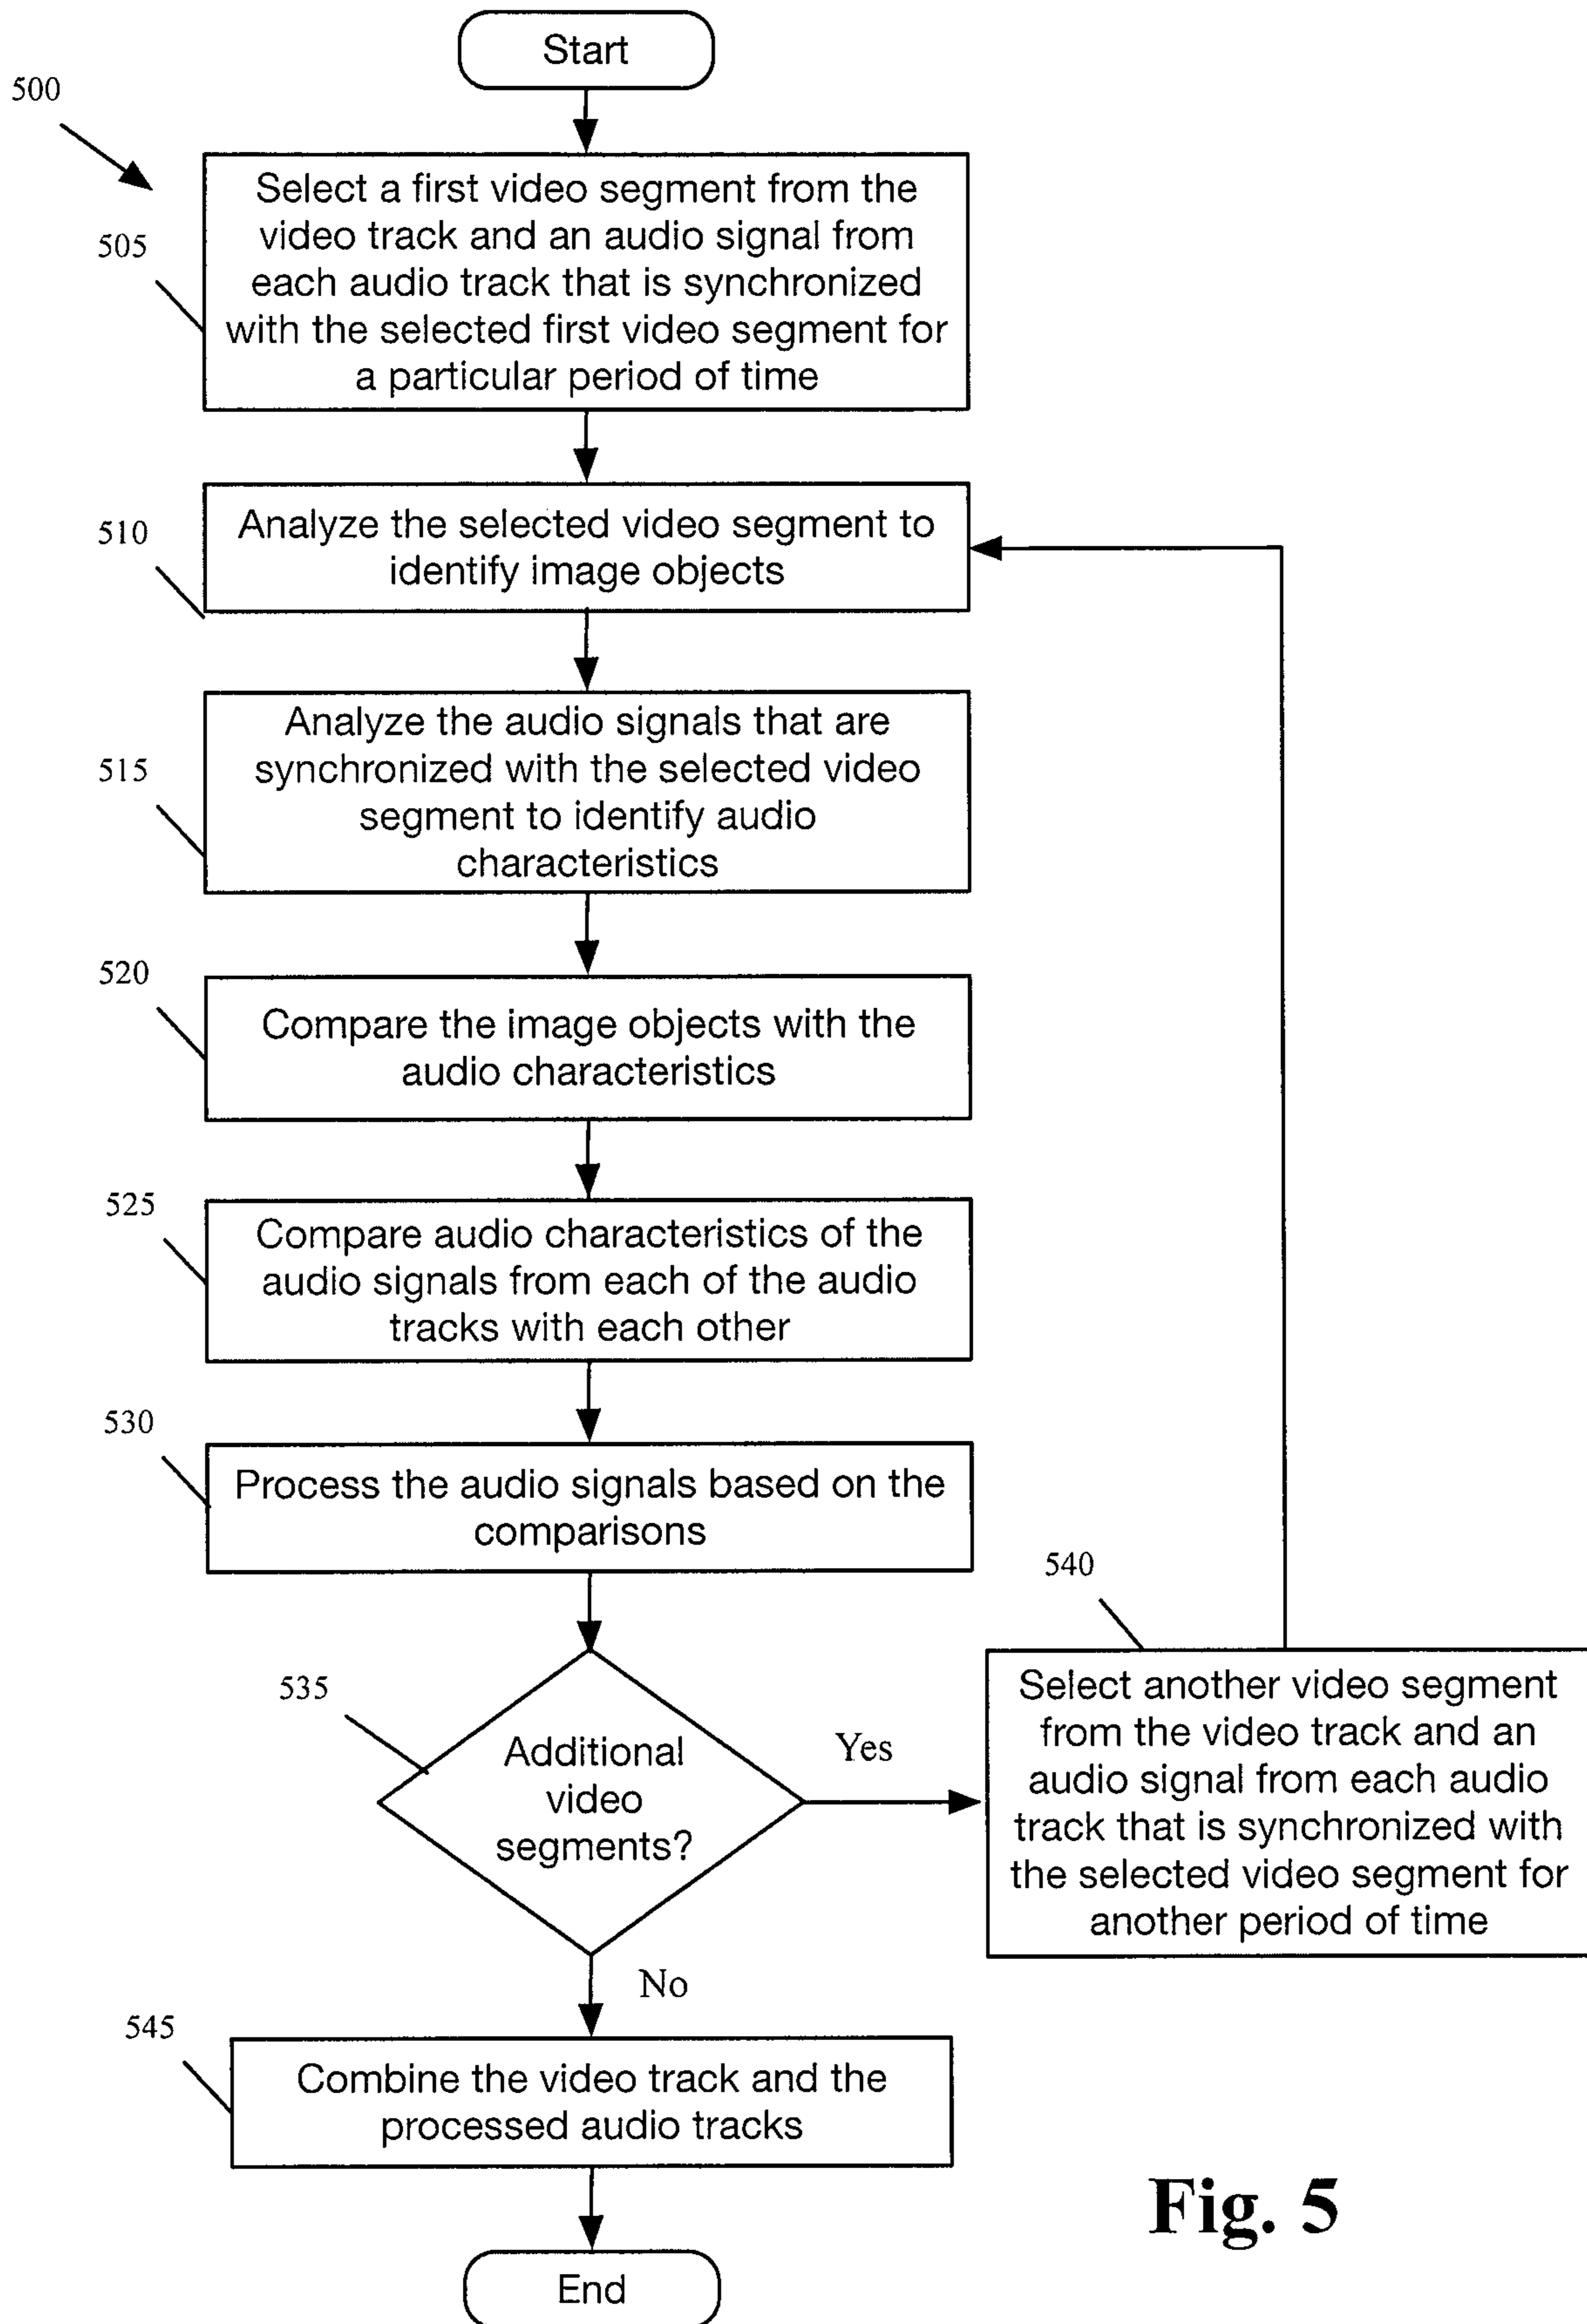 Start
500
505
Select a first video segment from the
video track and an audio signal from
each audio track that is synchronized
with the selected first video segment for
a particular period of time
510
Analyze the selected video segment to
identify image objects
515
Analyze the audio signals that are
synchronized with the selected video
segment to identify audio
characteristics
520
Compare the image objects with the
audio characteristics
525
Compare audio characteristics of the
audio signals from each of the audio
tracks with each other
530
Process the audio signals based on the
comparisons
535
Additional
video
segments?
Yes
540
Select another video segment
from the video track and an
audio signal from each audio
track that is synchronized with
the selected video segment for
another period of time
No
545
Combine the video track and the
processed audio tracks
End
Fig. 5